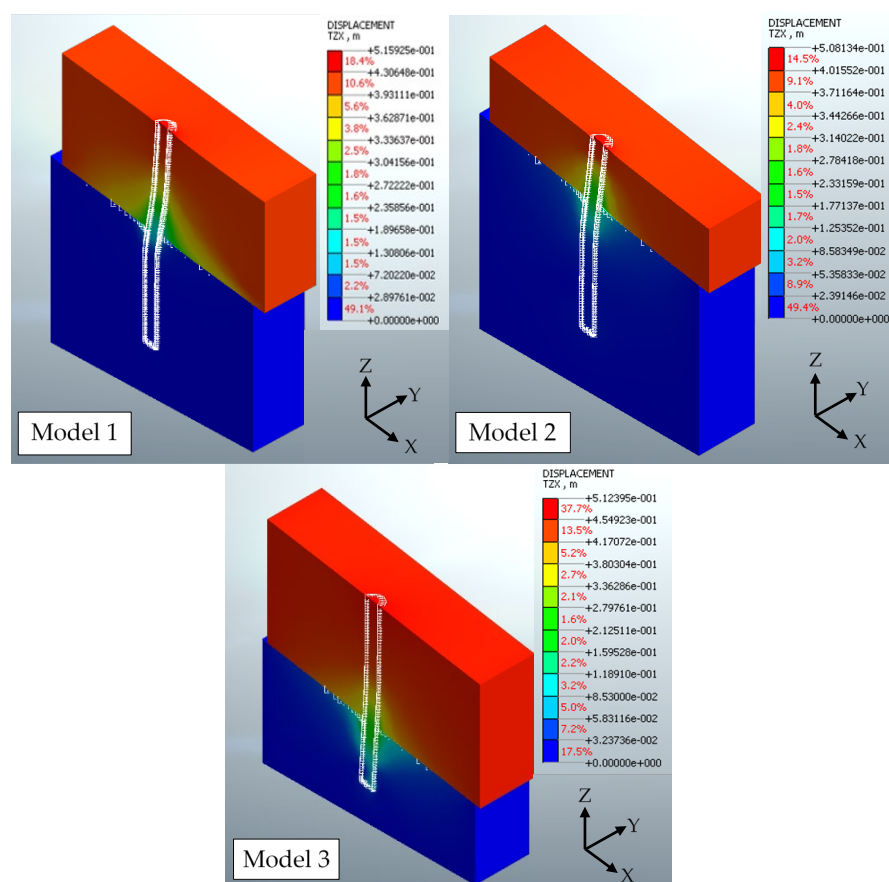 DISPLACEMENT
TZX , m
+5.15925e-001
18.4%
+4.30648e-001
10.6%
+3.93111e-001
5.6%
+3.62871e-001
3.8%
+3.33637e-001
2.5%
+3.04156e-001
1.8%
+2.72222e-001
1.6%
+2.35856e-001
1.5%
+1.89658e-001
1.5%
+1.30806e-001
1.5%
+7.20220e-002
2.2%
+2.89761e-002
49.1%
+0.00000e+000
Z
Y
X
Model 1
DISPLACEMENT
TZX , m
+5.08134e-001
14.5%
+4.01552e-001
9.1%
+3.71164e-001
4.0%
+3.44266e-001
2.4%
+3.14022e-001
1.8%
+2.78418e-001
1.6%
+2.33159e-001
1.5%
+1.77137e-001
1.7%
+1.25352e-001
2.0%
+8.58349e-002
3.2%
+5.35833e-002
8.9%
+2.39146e-002
49.4%
+0.00000e+000
Z
Y
X
Model 2
DISPLACEMENT
TZX , m
+5.12395e-001
37.7%
+4.54923e-001
13.5%
+4.17072e-001
5.2%
+3.80304e-001
2.7%
+3.36286e-001
2.1%
+2.79761e-001
1.6%
+2.12511e-001
2.0%
+1.59528e-001
2.2%
+1.18910e-001
3.2%
+8.53000e-002
5.0%
+5.83116e-002
7.2%
+3.23736e-002
17.5%
+0.00000e+000
Z
Y
X
Model 3